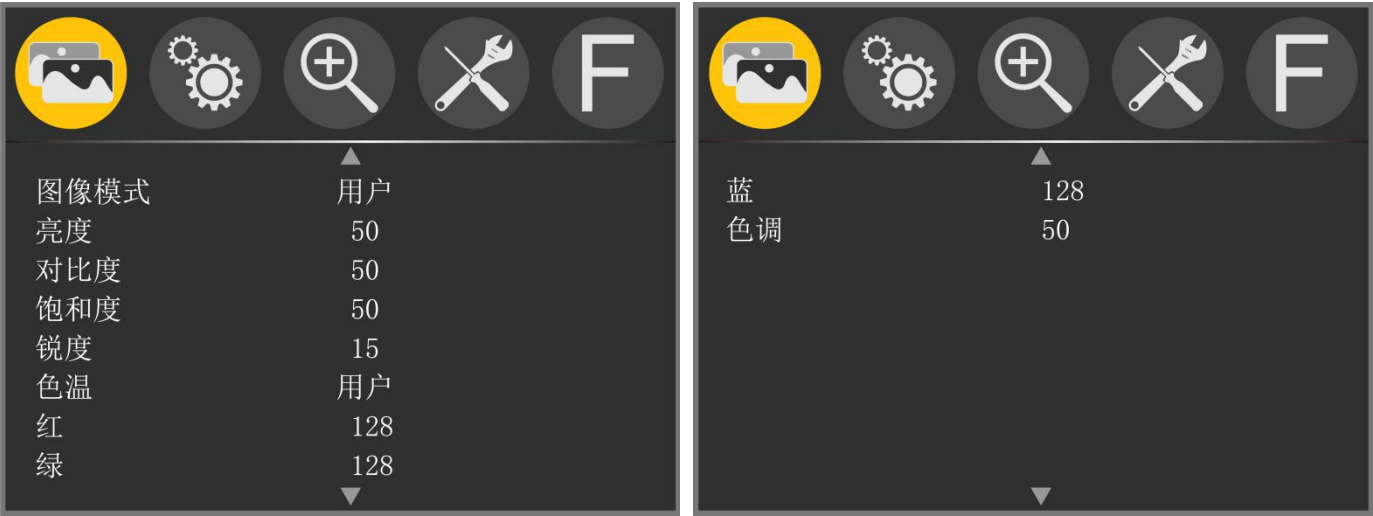 F
图像模式 用户
亮度 50
对比度 50
饱和度 50
锐度 15
色温 用户
红 128
绿 128
F
蓝 128
色调 50